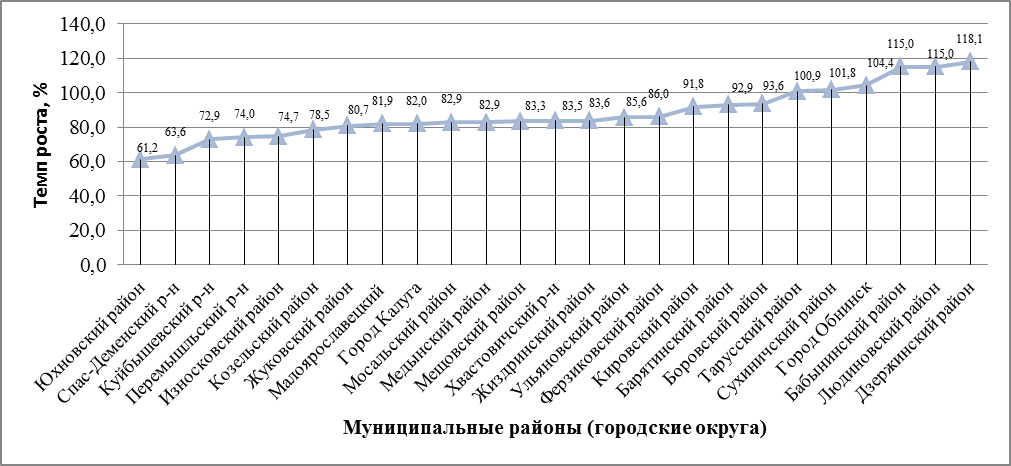 140,0
120,0
100,0
80,0
60,0
40,0
20,0
0,0
Темп роста, %
61,2
63,6
72,9
74,0
74,7
78,5
80,7
81,9
82,0
82,9
82,9
83,3
83,5
83,6
85,6
86,0
91,8
92,9
93,6
100,9
101,8
104,4
115,0
115,0
118,1
Юхновский район
Спас-Деменский р-н
Куйбышевский р-н
Перемышльский р-н
Износковский район
Козельский район
Жуковский район
Малоярославецкий
Город Калуга
Мосальский район
Медынский район
Мещовский район
Хвастовичский р-н
Жиздринский район
Ульяновский район
Ферзиковский район
Кировский район
Барятинский район
Боровский район
Тарусский район
Сухиничский район
Город Обнинск
Бабынинский район
Людиновский район
Дзержинский район
Муниципальные районы (городские округа)